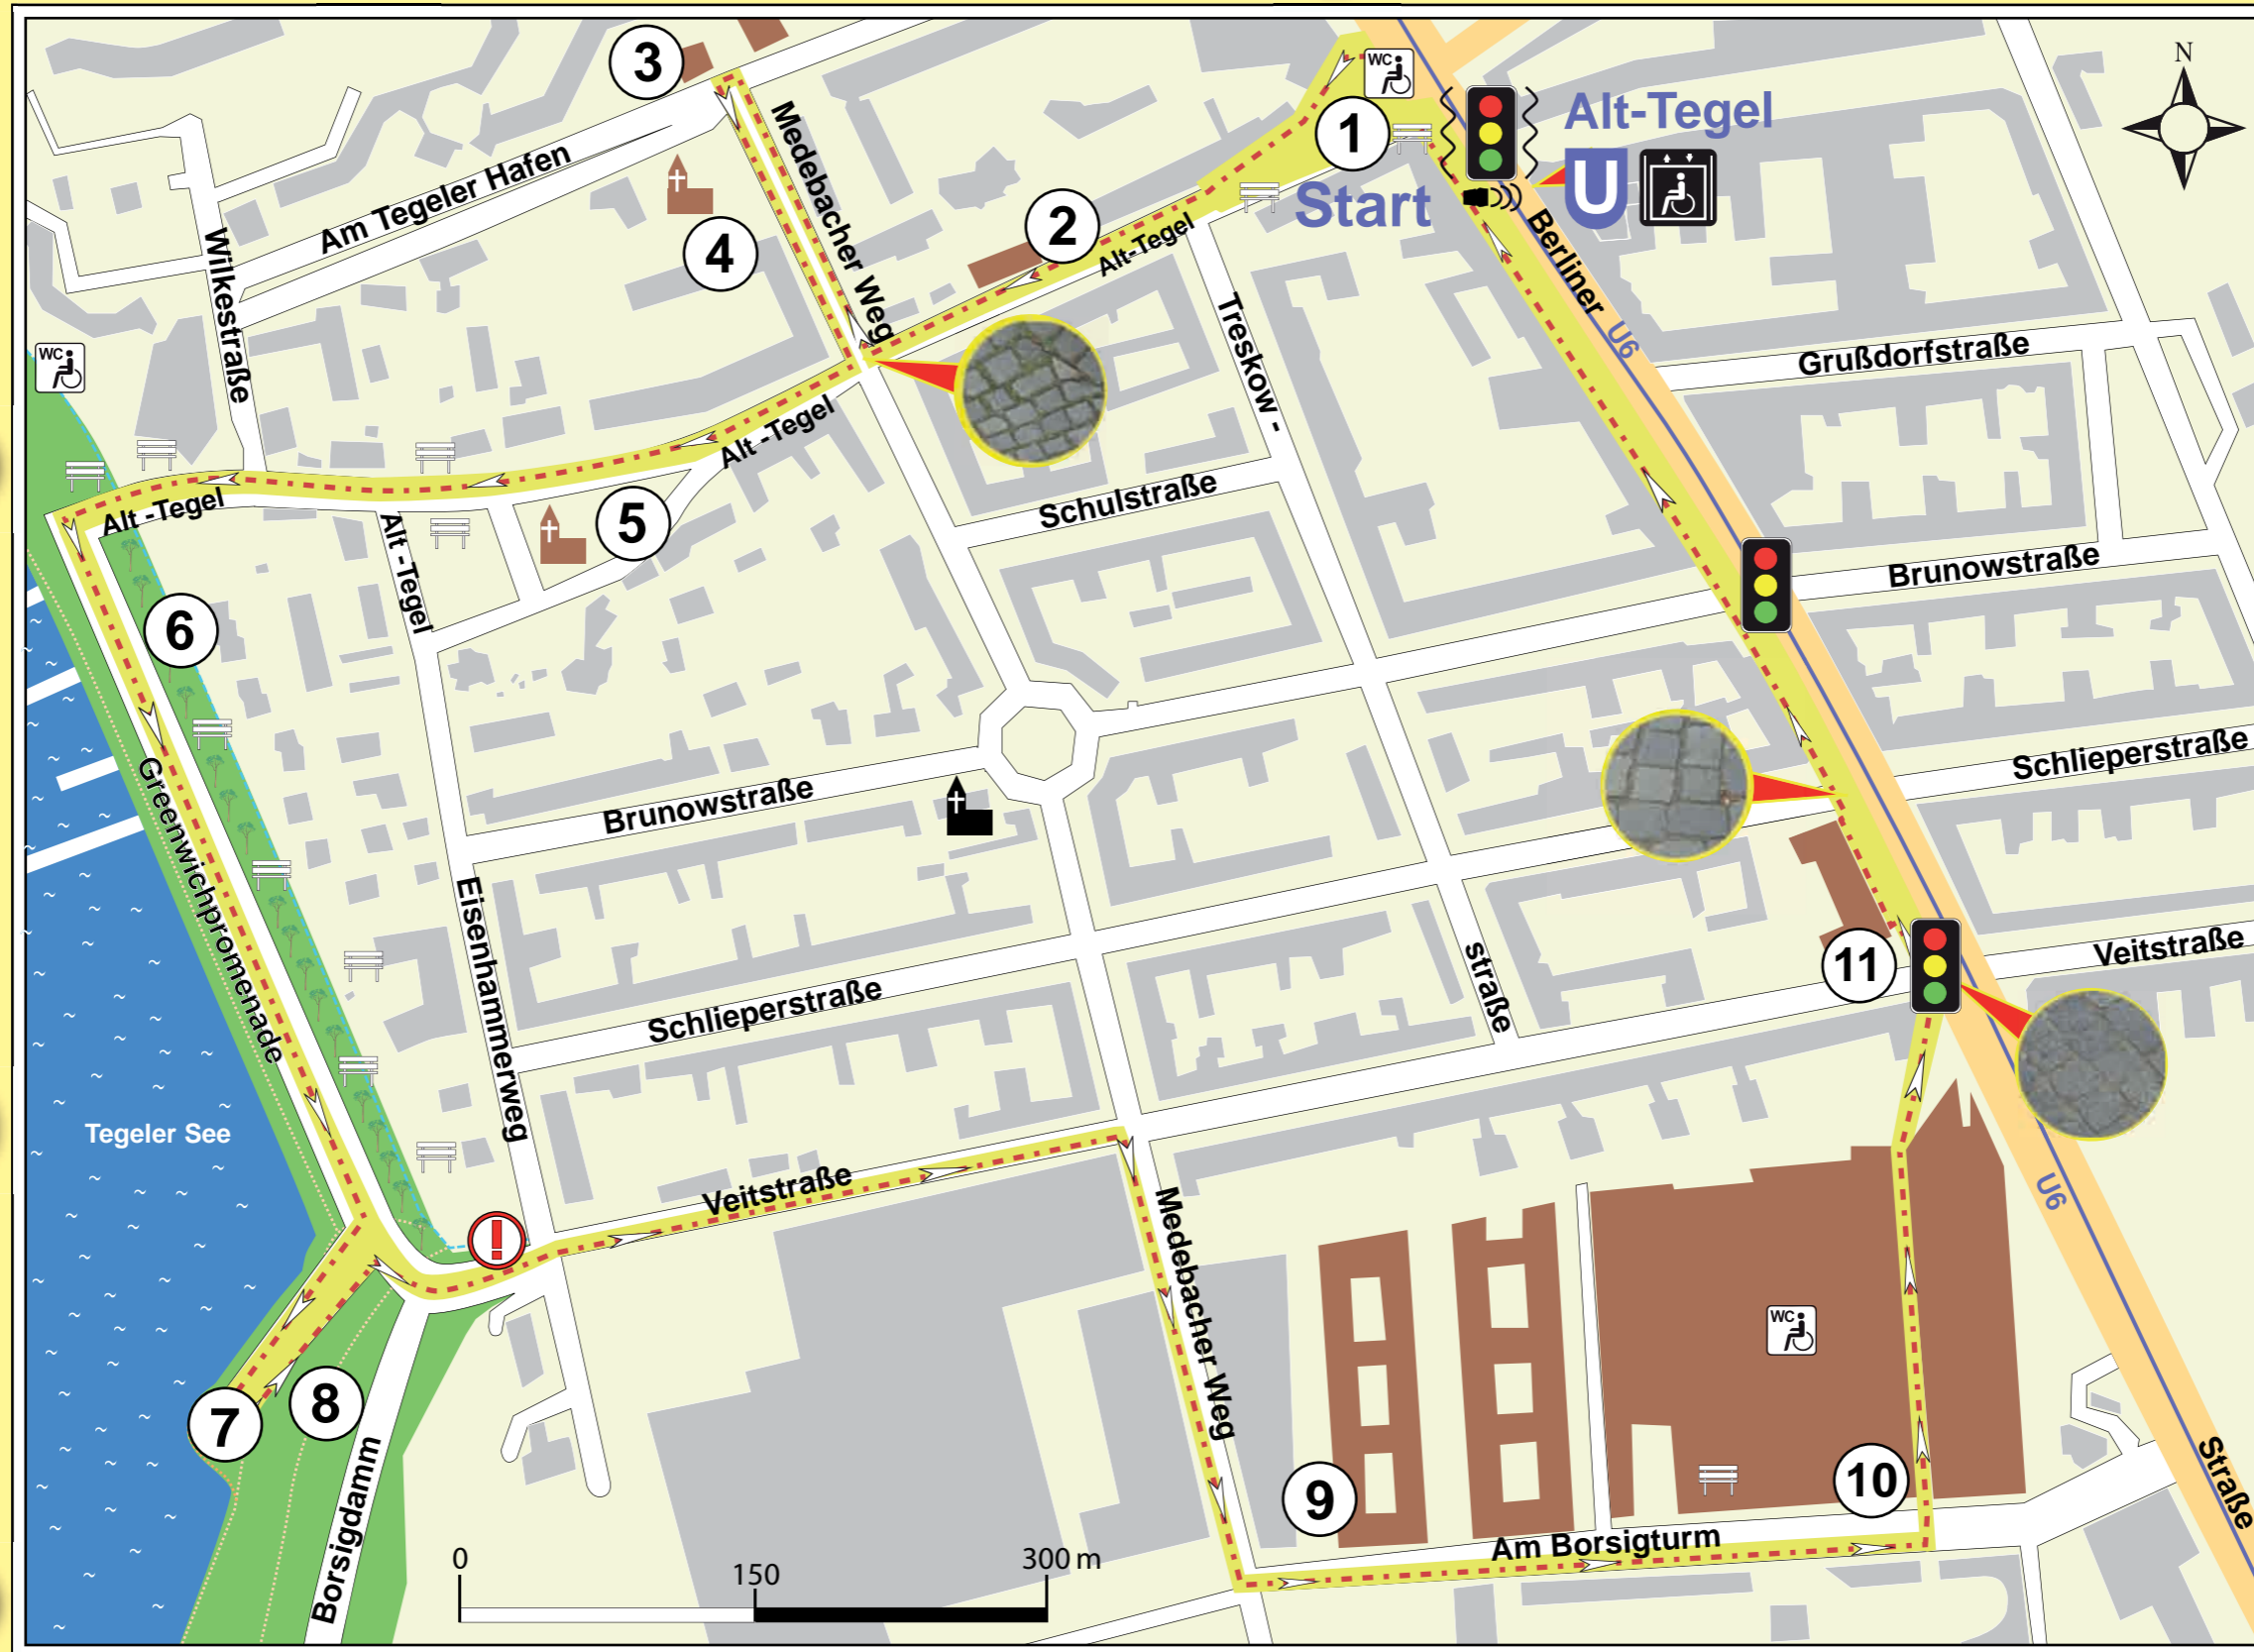 3
WC
N
Alt-Tegel
1
U
Start
Medebacher Weg
Am Tegeler Hafen
4
2
Alt-Tegel
Berliner
U6
Wilkestraße
Treskow -
Grußdorfstraße
WC
Alt -Tegel
Schulstraße
Alt -Tegel
5
Alt -Tegel
Brunowstraße
6
Schlieperstraße
Brunowstraße
Greenwichpromenade
Eisenhammerweg
Veitstraße
11
straße
Schlieperstraße
Tegeler See
Veitstraße
U6
!
Medebacher Weg
WC
7
8
9
10
Straße
Borsigdamm
Am Borsigturm
0
150
300 m